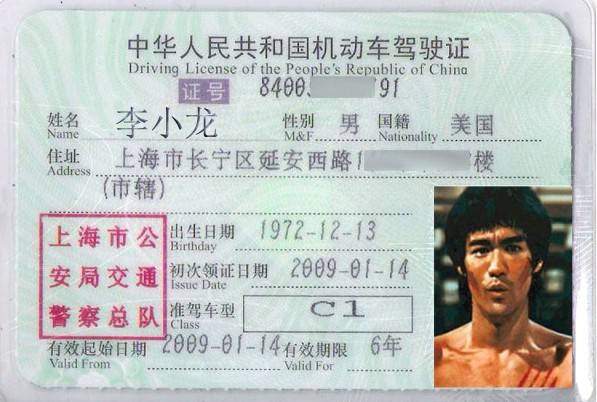 中华人民共和国机动车驾驶证
Driving License of the People's Republic of China
证号 8400 91
姓名 Name 李小龙 性别 M&F 男 国籍 Nationality 美国
住址 Address 上海市长宁区延安西路1 楼
(市辖)
上海市公
安局交通
警察总队
出生日期 Birthday 1972-12-13
初次领证日期 Issue Date 2009-01-14
准驾车型 Class C1
有效起始日期 Valid From 2009-01-14 有效期限 Valid For 6年